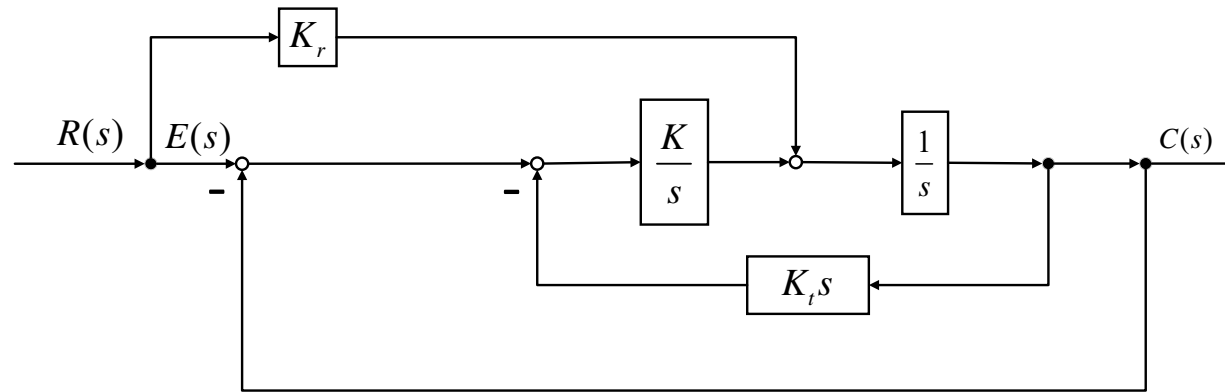 K_r
R(s)
E(s)
K/s
1/s
C(s)
-
-
K_t s